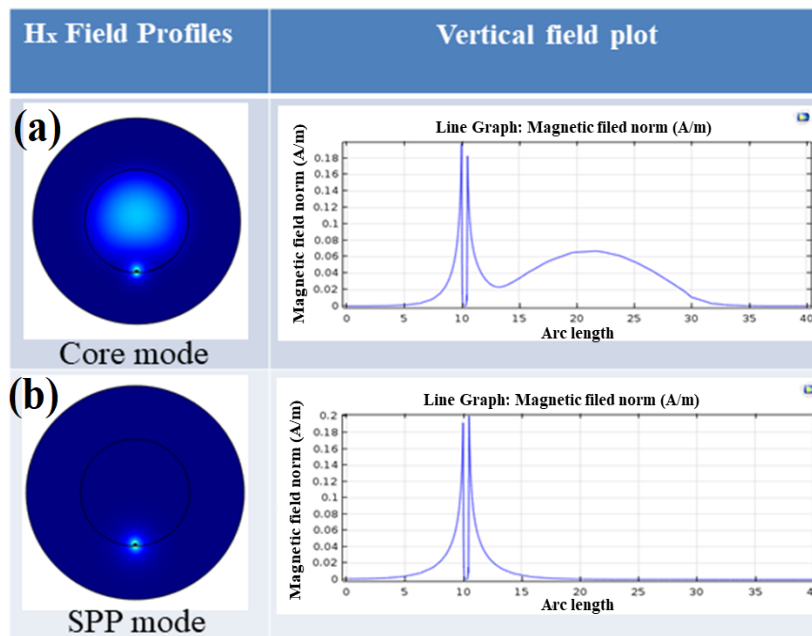 Hx Field Profiles
Vertical field plot
(a)
Line Graph: Magnetic filed norm (A/m)
Magnetic field norm (A/m)
0.18
0.16
0.14
0.12
0.1
0.08
0.06
0.04
0.02
0
0 5 10 15 20 25 30 35 40
Arc length
Core mode
(b)
Line Graph: Magnetic filed norm (A/m)
Magnetic field norm (A/m)
0.2
0.18
0.16
0.14
0.12
0.1
0.08
0.06
0.04
0.02
0
0 5 10 15 20 25 30 35 4
Arc length
SPP mode